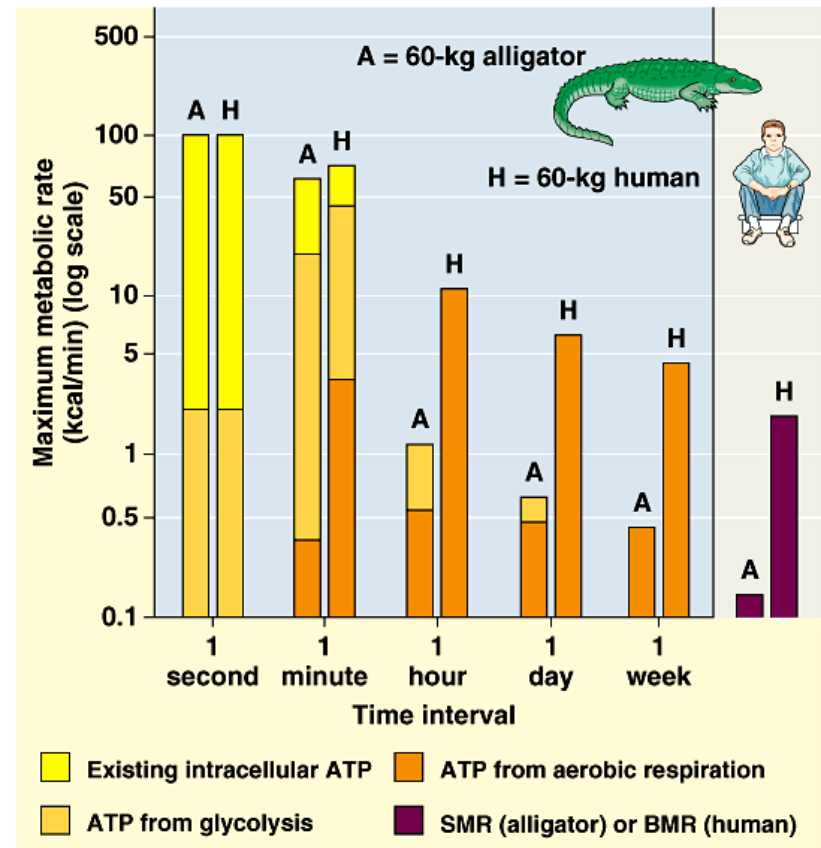 500
A = 60-kg alligator
A H
100
A H
H = 60-kg human
50
H
10
H
H
5
H
A
1
A
A
0.5
A
0.1
Maximum metabolic rate
(kcal/min) (log scale)
1 1 1 1 1
second minute hour day week
Time interval
Existing intracellular ATP ATP from aerobic respiration
ATP from glycolysis SMR (alligator) or BMR (human)